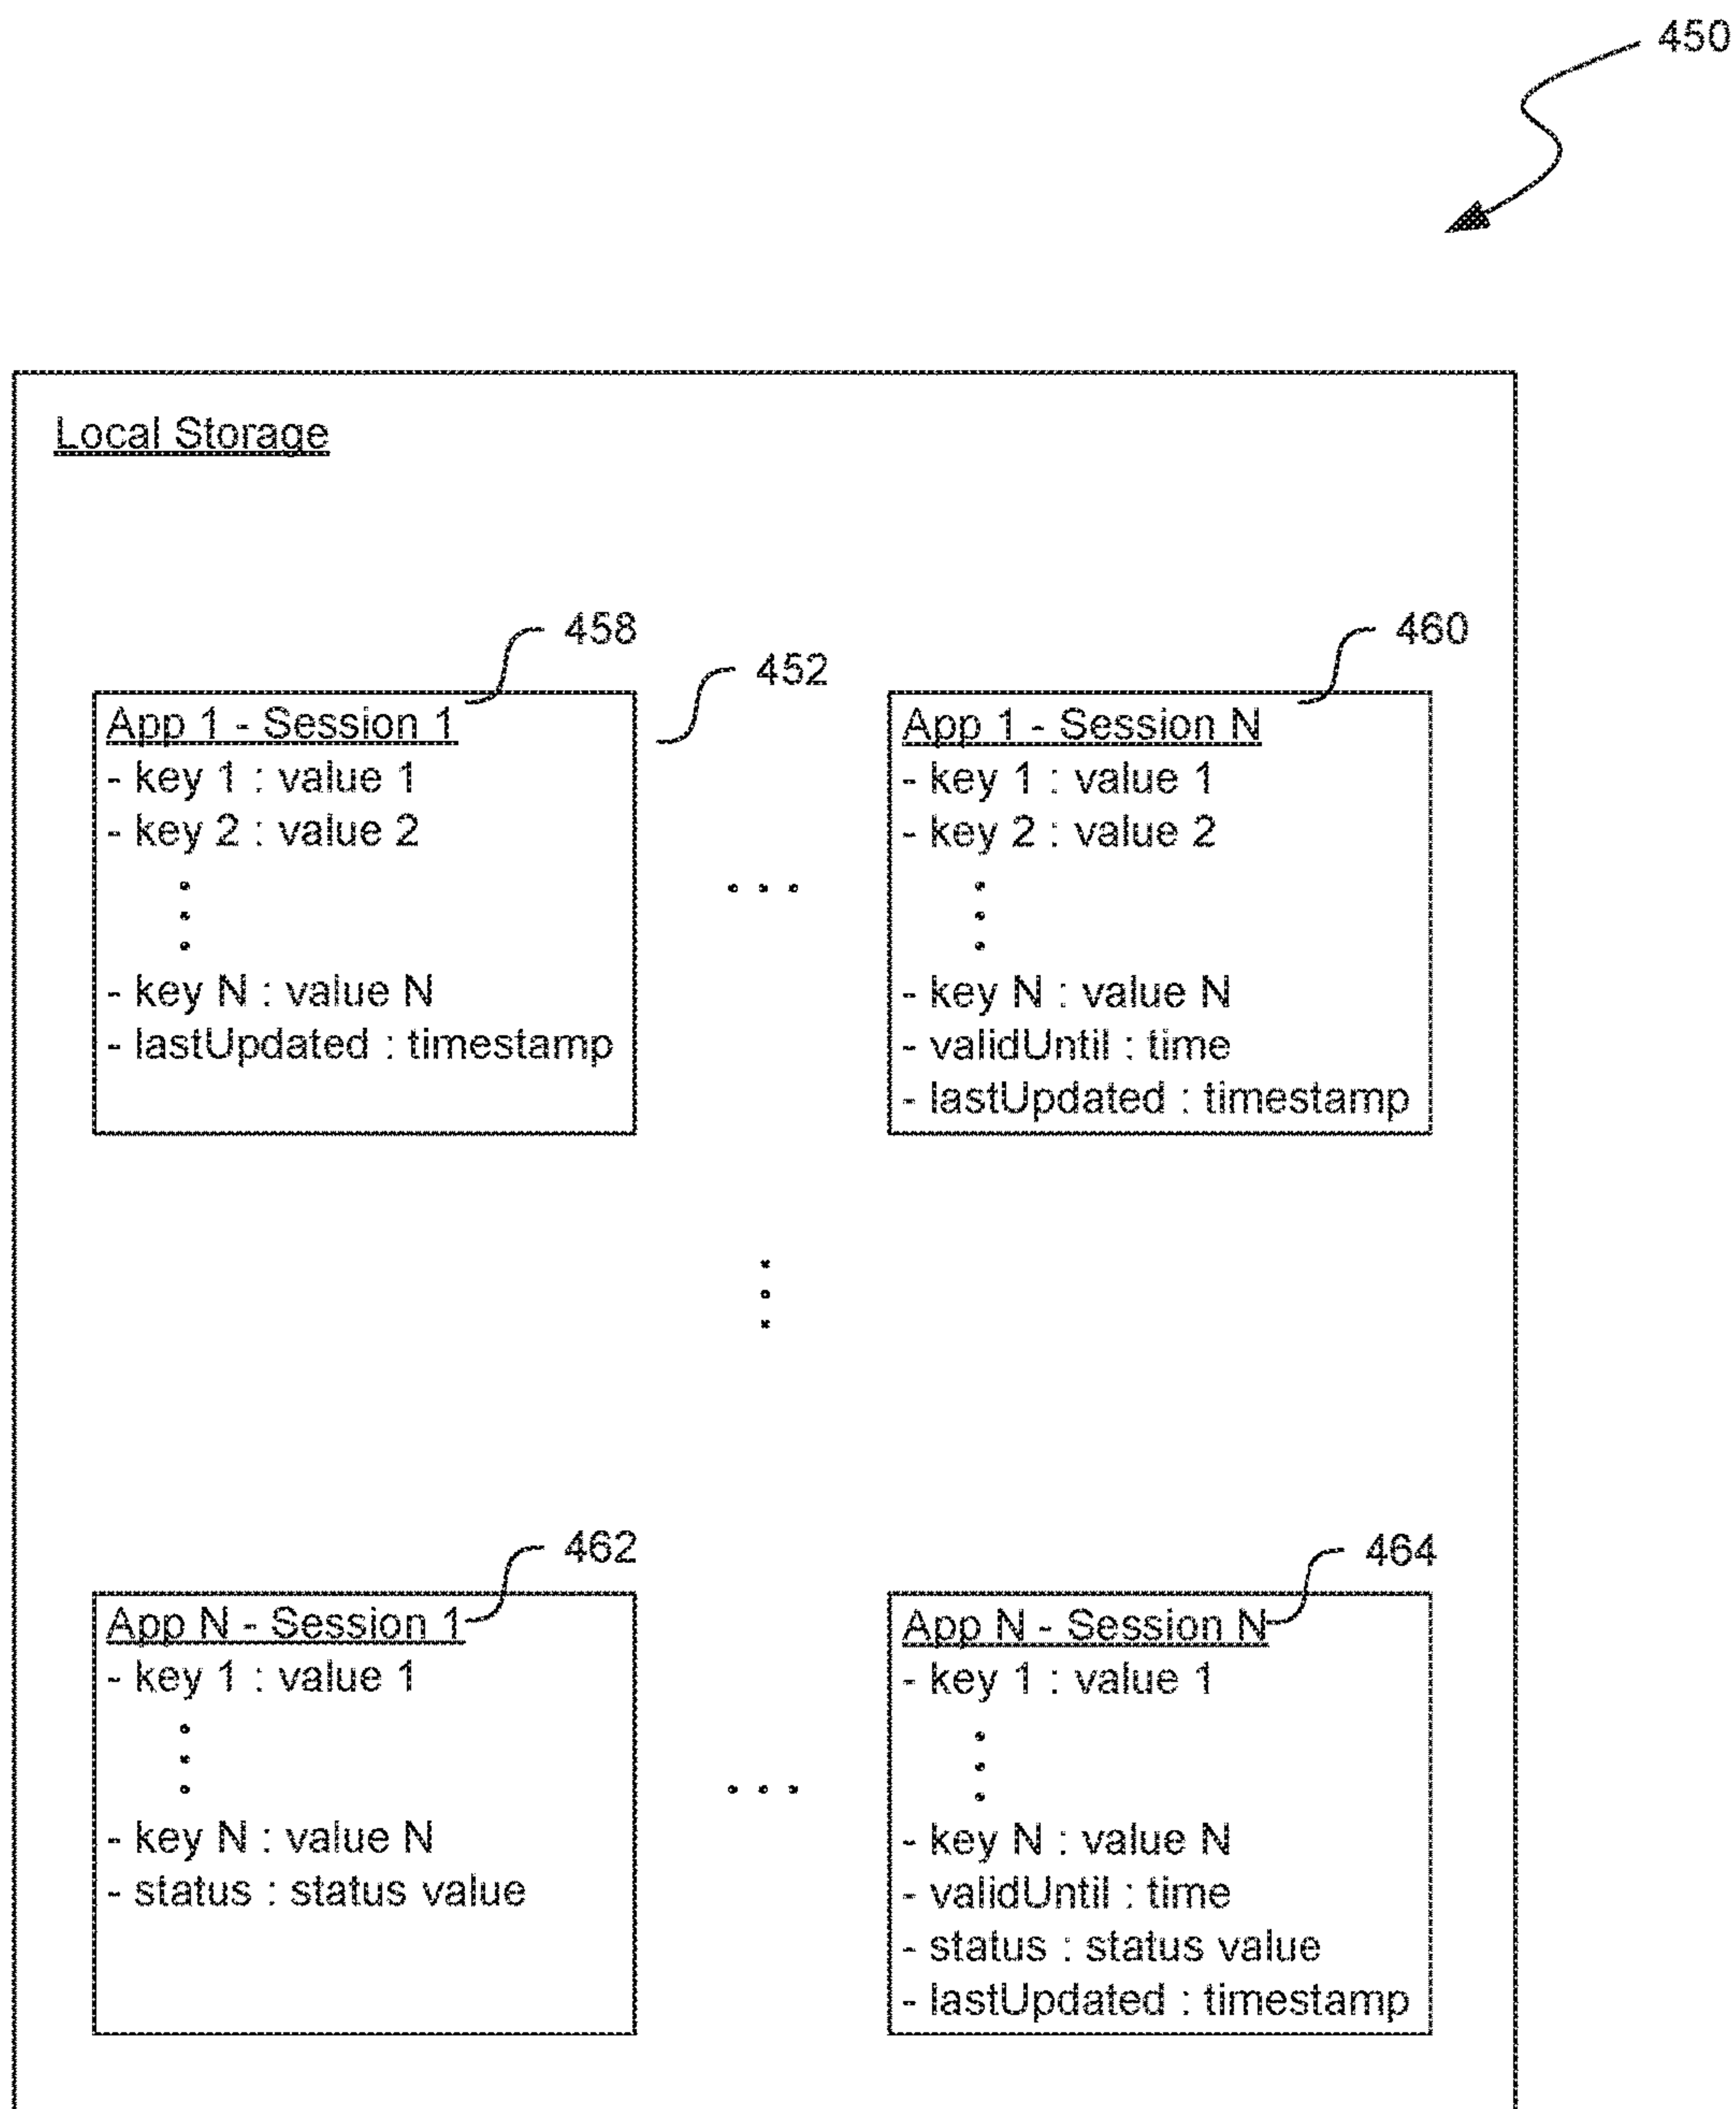 450
Local Storage
458
452
460
App 1 - Session 1
- key 1 : value 1
- key 2 : value 2
- key N : value N
- lastUpdated : timestamp
App 1 - Session N
- key 1 : value 1
- key 2 : value 2
- key N : value N
- validUntil : time
- lastUpdated : timestamp
462
464
App N - Session 1
- key 1 : value 1
- key N : value N
- status : status value
App N - Session N
- key 1 : value 1
- key N : value N
- validUntil : time
- status : status value
- lastUpdated : timestamp